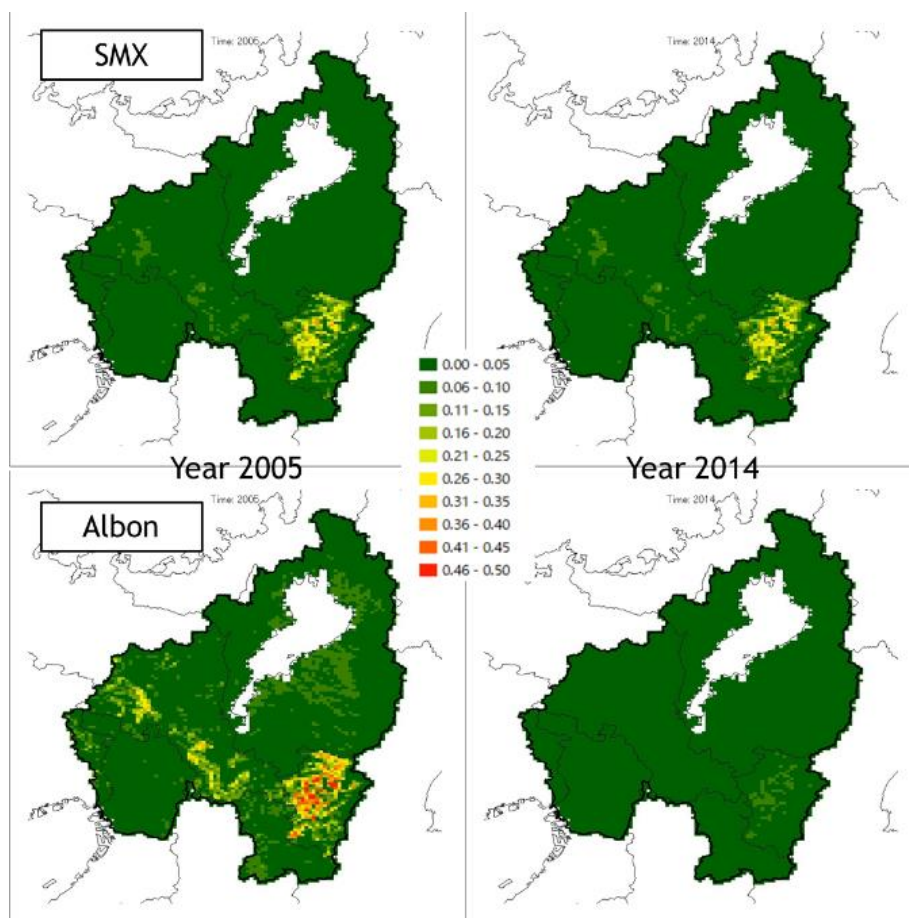 Time: 2005
SMX
Time: 2014
0.00 - 0.05
0.06 - 0.10
0.11 - 0.15
0.16 - 0.20
0.21 - 0.25
0.26 - 0.30
0.31 - 0.35
0.36 - 0.40
0.41 - 0.45
0.46 - 0.50
Year 2005
Year 2014
Time: 2005
Albon
Time: 2014